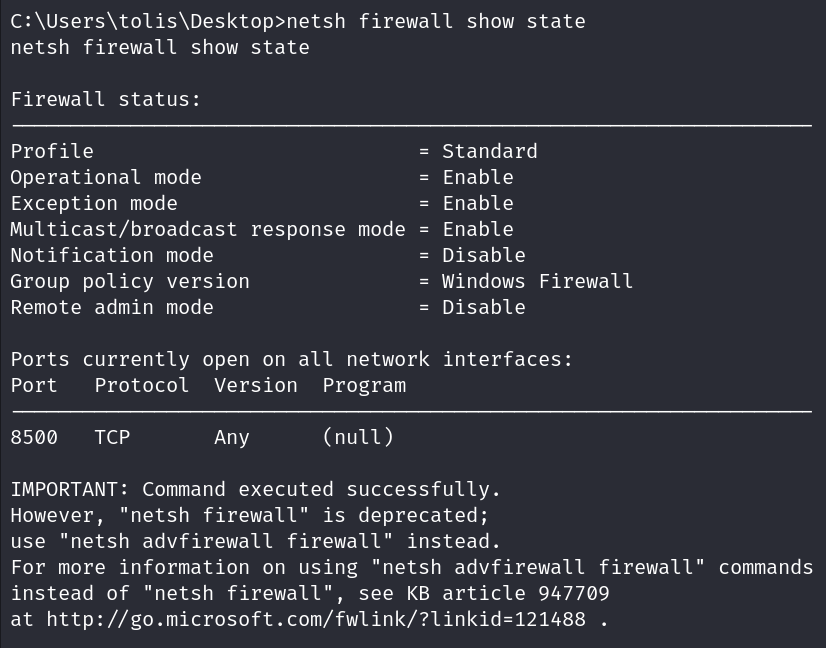 C:\Users\tolis\Desktop>netsh firewall show state
netsh firewall show state
Firewall status:
Profile = Standard
Operational mode = Enable
Exception mode = Enable
Multicast/broadcast response mode = Enable
Notification mode = Disable
Group policy version = Windows Firewall
Remote admin mode = Disable
Ports currently open on all network interfaces:
Port Protocol Version Program
8500 TCP Any (null)
IMPORTANT: Command executed successfully.
However, "netsh firewall" is deprecated;
use "netsh advfirewall firewall" instead.
For more information on using "netsh advfirewall firewall" commands
instead of "netsh firewall", see KB article 947709
at http://go.microsoft.com/fwlink/?linkid=121488 .